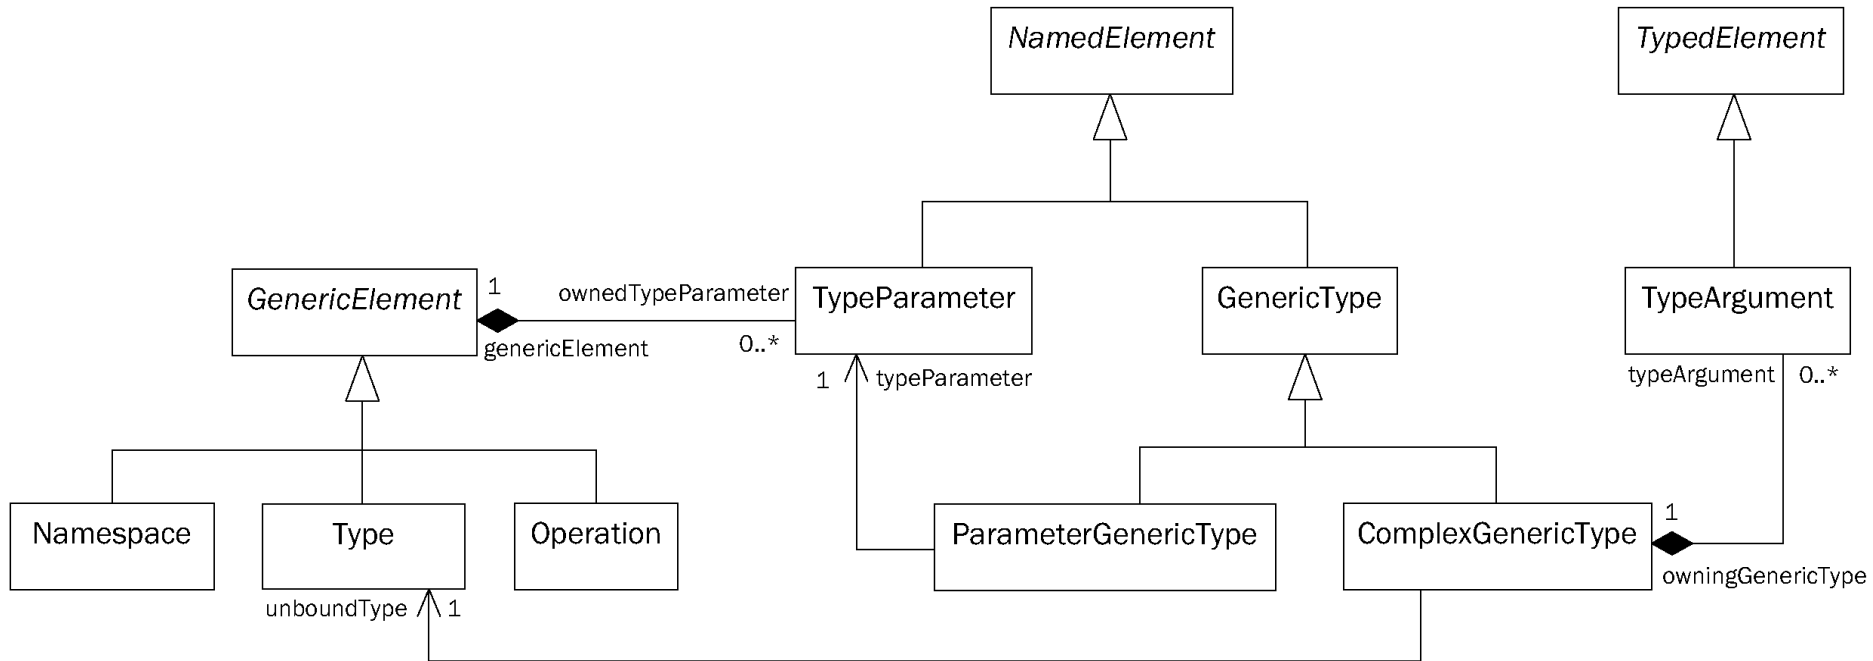 NamedElement
TypedElement
GenericElement
1
ownedTypeParameter
genericElement
0..*
TypeParameter
GenericType
TypeArgument
1
typeParameter
typeArgument
0..*
Namespace
Type
Operation
ParameterGenericType
ComplexGenericType
1
owningGenericType
unboundType
1